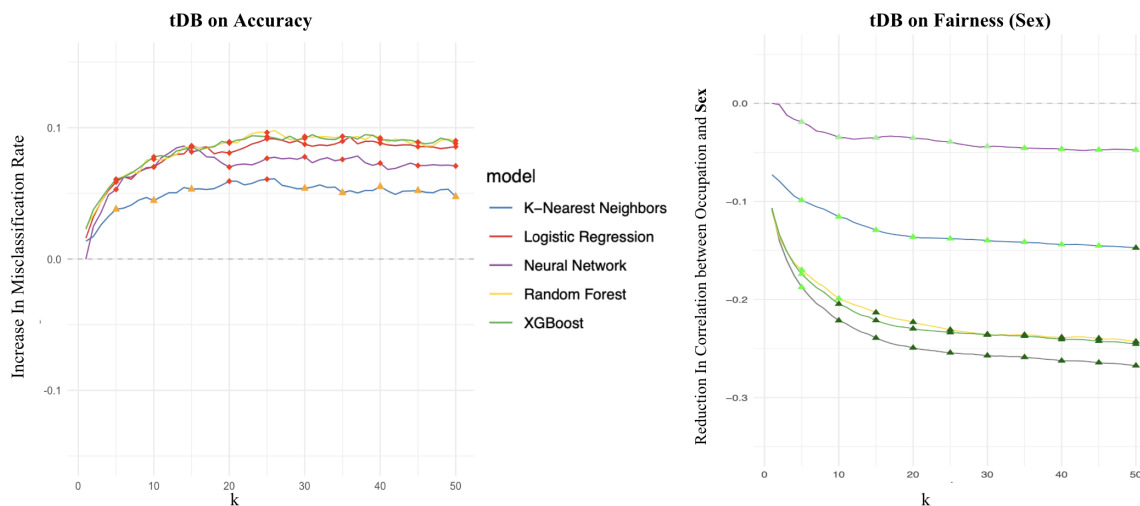 tDB on Accuracy
Increase In Misclassification Rate
0.1
0.0
-0.1
0
10
20
30
40
50
k
model
K-Nearest Neighbors
Logistic Regression
Neural Network
Random Forest
XGBoost
tDB on Fairness (Sex)
Reduction In Correlation between Occupation and Sex
0.0
-0.1
-0.2
-0.3
0
10
20
30
40
50
k